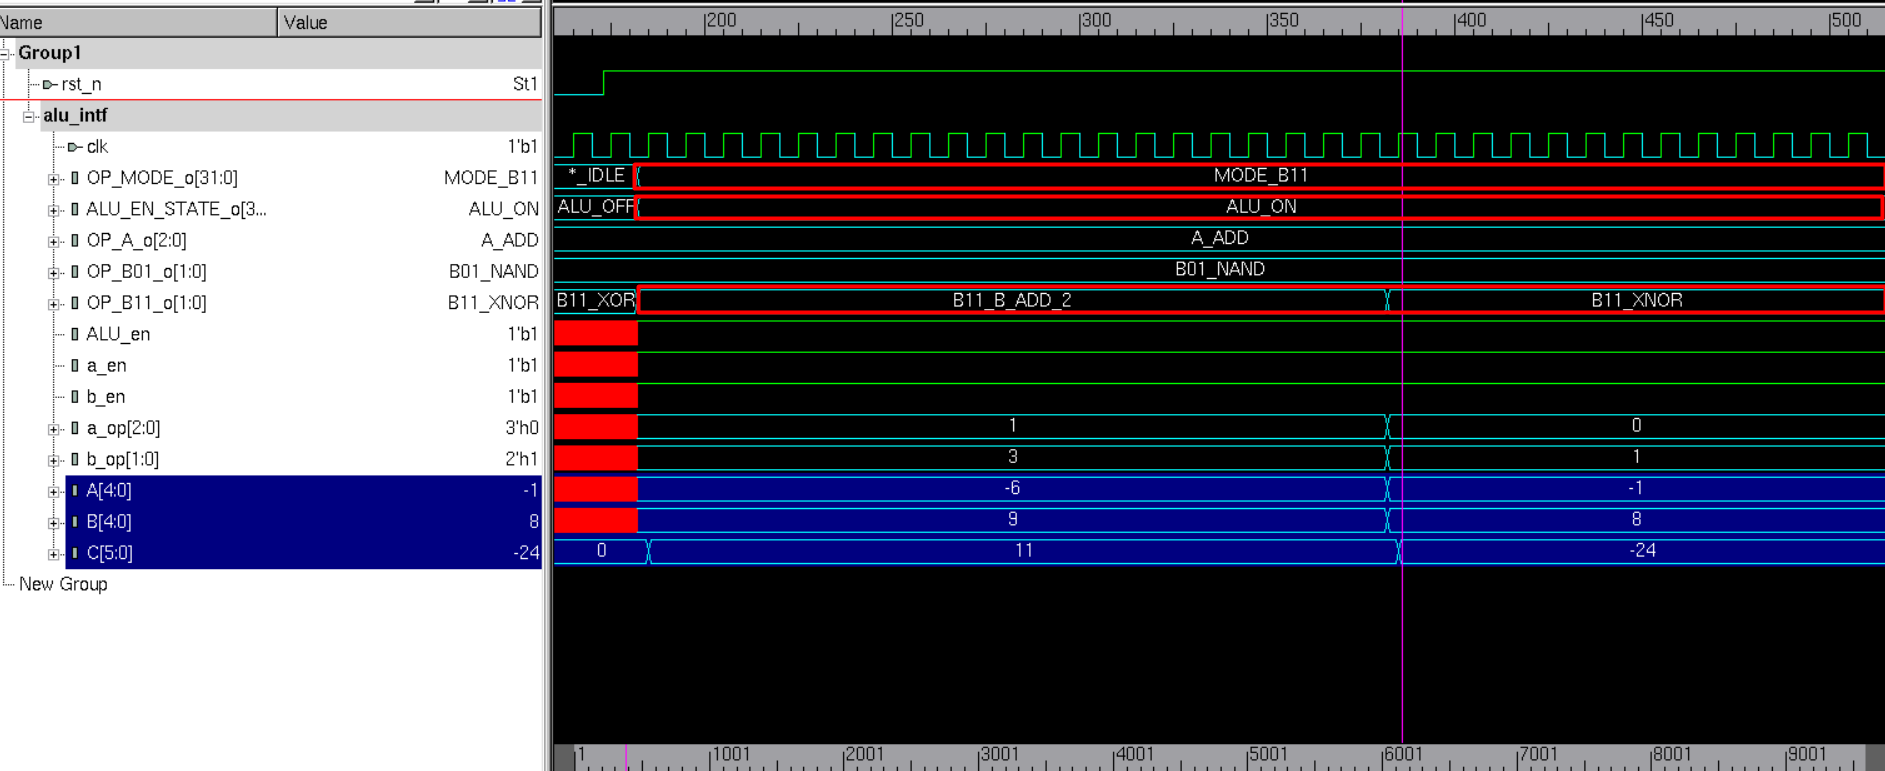 Name Value |200 |250 |300 |350 |400 |450 |500
Group1
rst_n St1
alu_intf
clk 1'b1
OP_MODE_o[31:0] MODE_B11 *_IDLE MODE_B11
ALU_EN_STATE_o[3... ALU_ON ALU_OFF ALU_ON
OP_A_o[2:0] A_ADD A_ADD
OP_B01_o[1:0] B01_NAND B01_NAND
OP_B11_o[1:0] B11_XNOR B11_XOR B11_B_ADD_2 B11_XNOR
ALU_en 1'b1
a_en 1'b1
b_en 1'b1
a_op[2:0] 3'h0 1 0
b_op[1:0] 2'h1 3 1
A[4:0] -1 -6 -1
B[4:0] 8 9 8
C[5:0] -24 0 11 -24
New Group
|1 |1001 |2001 |3001 |4001 |5001 |6001 |7001 |8001 |9001